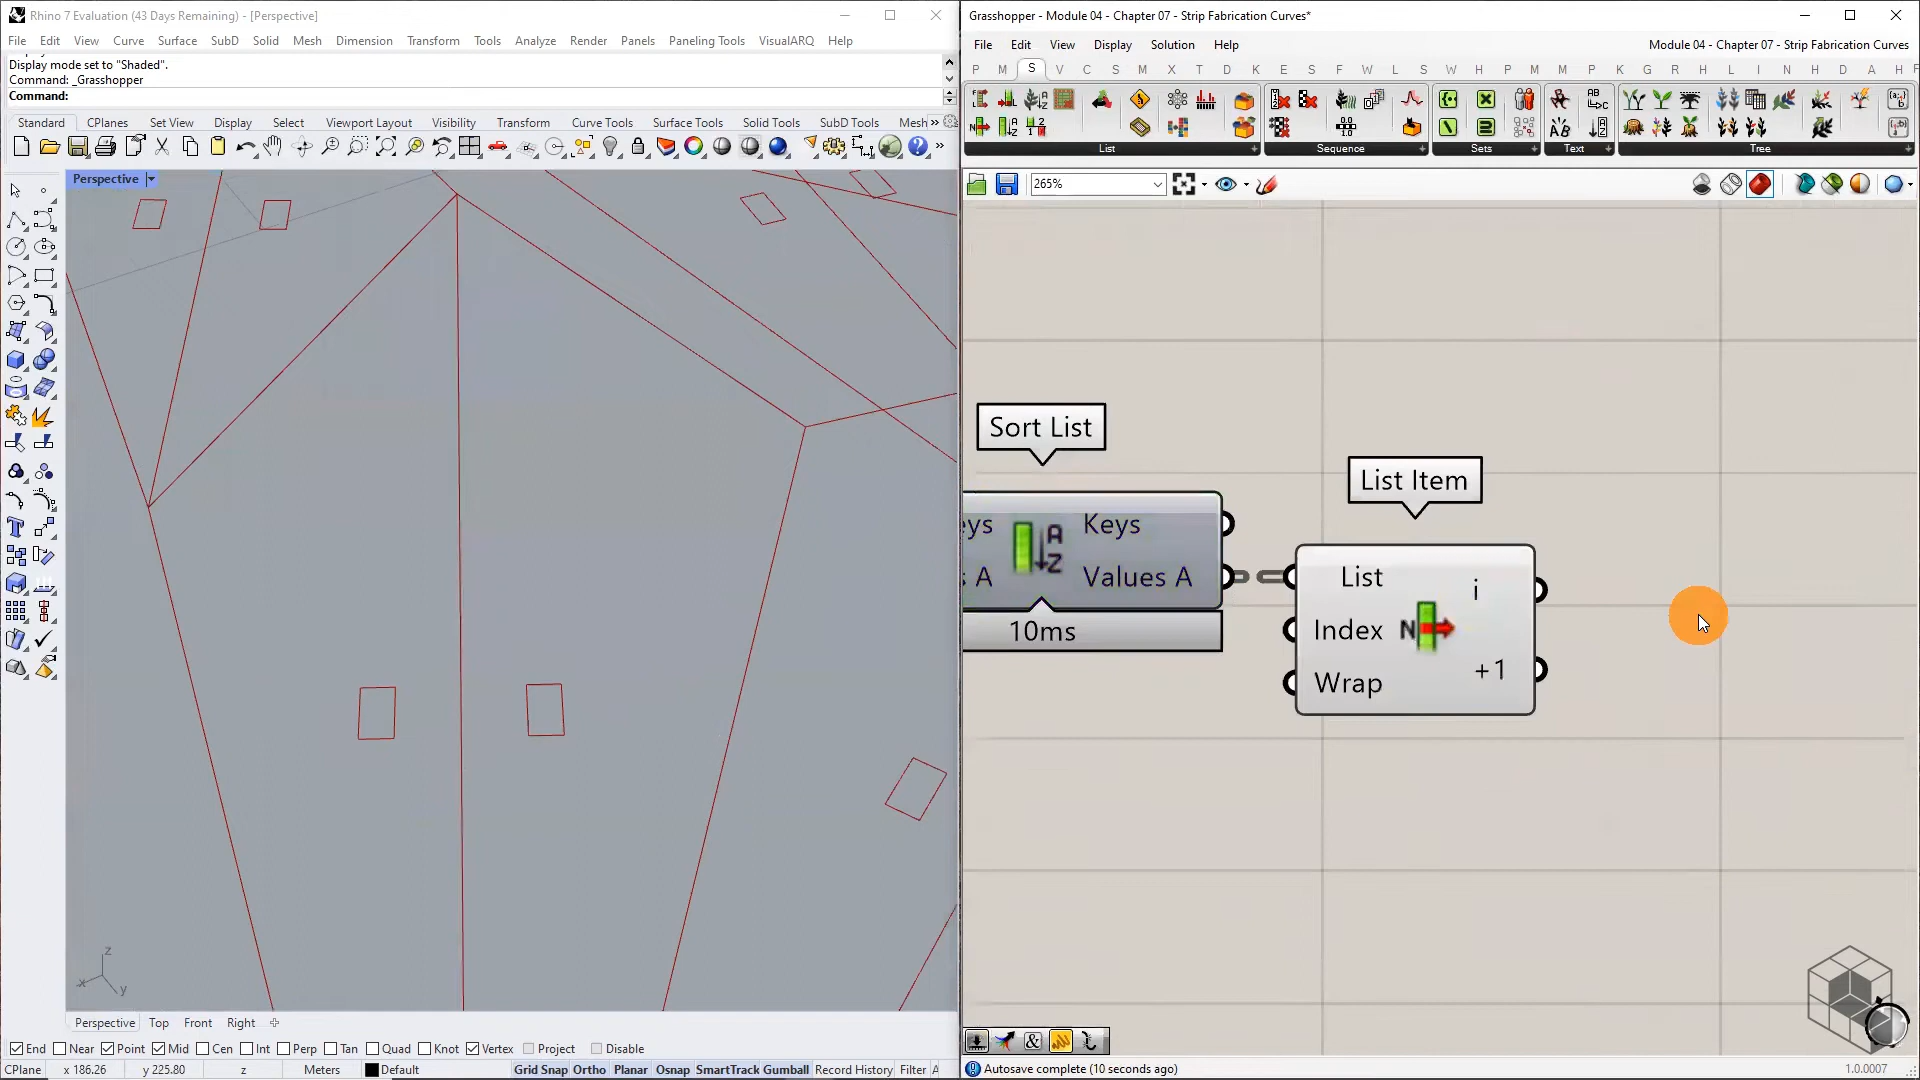 Rhino 7 Evaluation (43 Days Remaining) - [Perspective]
File Edit View Curve Surface SubD Solid Mesh Dimension Transform Tools Analyze Render Panels Paneling Tools VisualARQ Help
Display mode set to "Shaded".
Command: _Grasshopper
Command:
Standard CPlanes Set View Display Select Viewport Layout Visibility Transform Curve Tools Surface Tools Solid Tools SubD Tools Mesh
Perspective
z
x
y
Perspective Top Front Right
End Near Point Mid Cen Int Perp Tan Quad Knot Vertex Project Disable
CPlane x 186.26 y 225.80 z Meters Default Grid Snap Ortho Planar Osnap SmartTrack Gumball Record History Filter
Grasshopper - Module 04 - Chapter 07 - Strip Fabrication Curves*
File Edit View Display Solution Help
Module 04 - Chapter 07 - Strip Fabrication Curves
P M S V C S M X T D K E S F W L S W H P M M P K G R H L I N H D A H
List Sequence Sets Text Tree
265%
Sort List
List Item
eys Keys
A Values A
10ms
List i
Index N
Wrap +1
Autosave complete (10 seconds ago)
1.0.0007